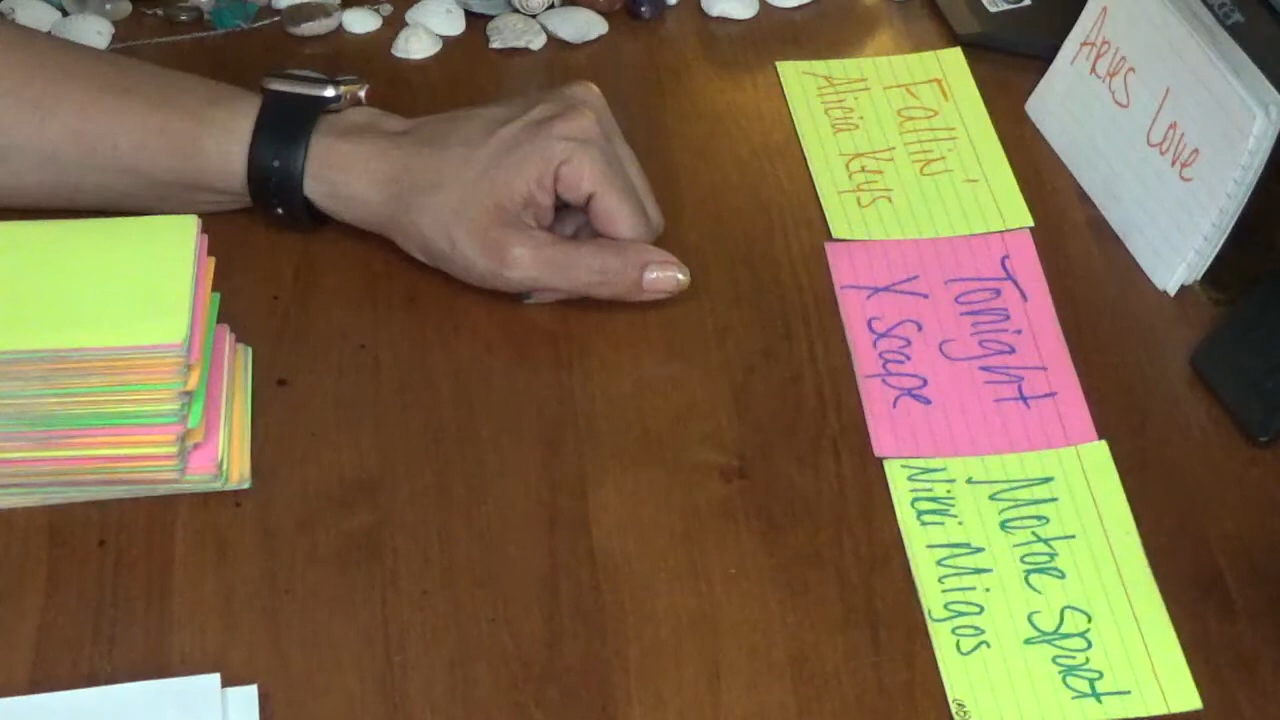 Aries Love
Fallin'
Alicia Keys
Tonight
X scape
Motor Sport
Nikki Migos